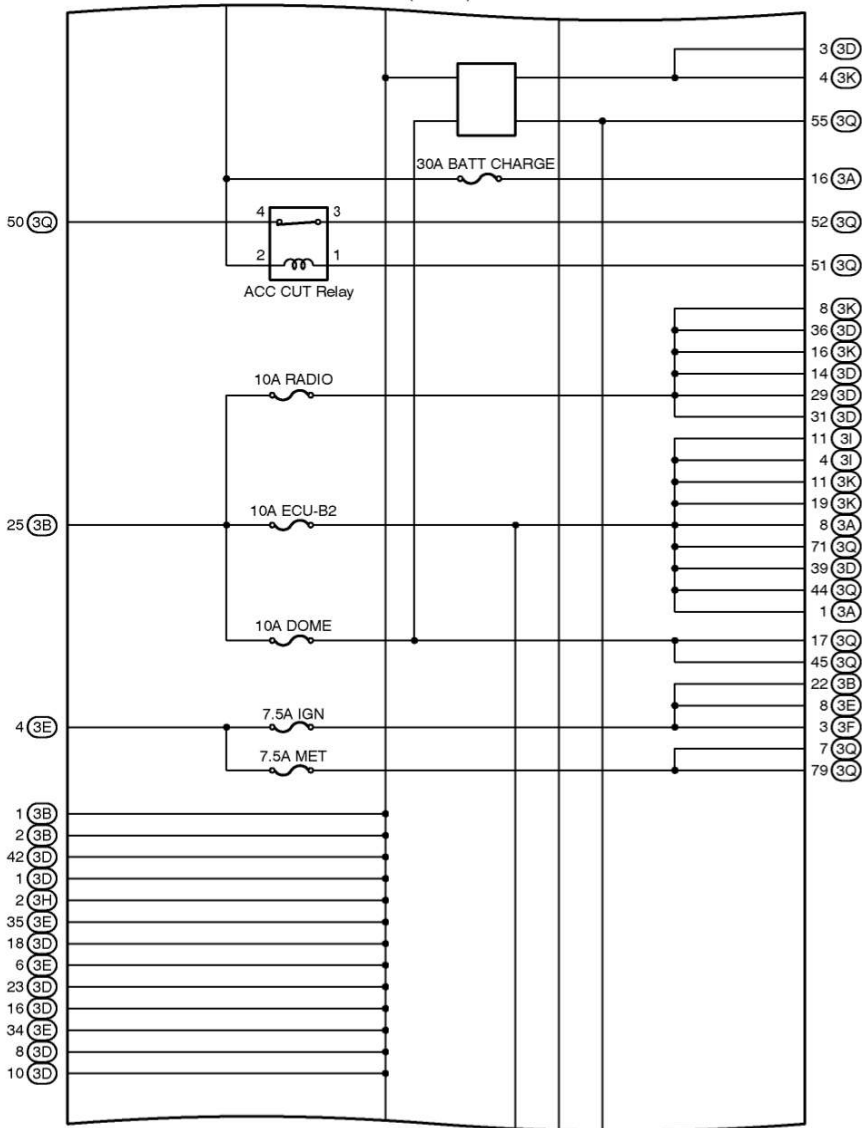 3 3D
4 3K
55 3Q
30A BATT CHARGE
16 3A
50 3Q
4 3
52 3Q
2 1
51 3Q
ACC CUT Relay
8 3K
36 3D
16 3K
14 3D
10A RADIO
29 3D
31 3D
11 3I
4 3I
11 3K
19 3K
25 3B
10A ECU-B2
8 3A
71 3Q
39 3D
44 3Q
1 3A
10A DOME
17 3Q
45 3Q
22 3B
8 3E
4 3E
7.5A IGN
3 3F
7 3Q
7.5A MET
79 3Q
1 3B
2 3B
42 3D
1 3D
2 3H
35 3E
18 3D
6 3E
23 3D
16 3D
34 3E
8 3D
10 3D